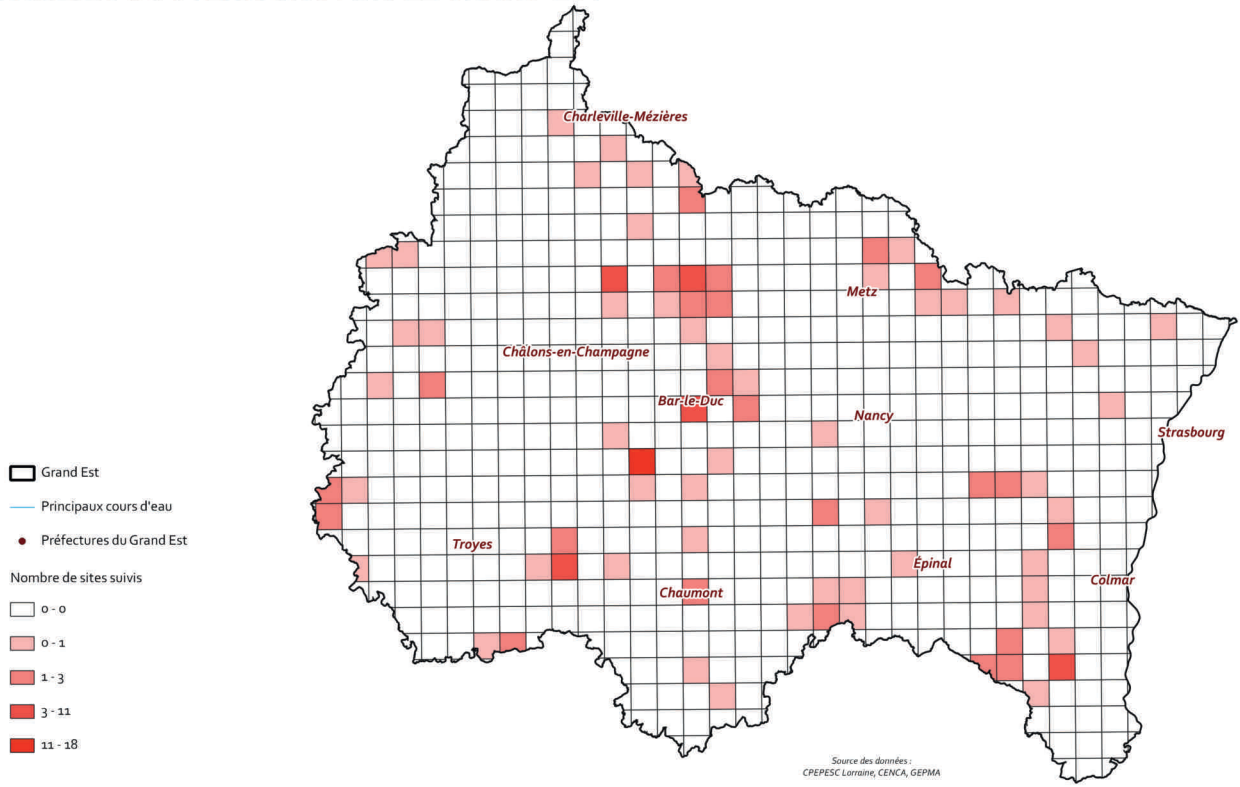 Charleville-Mézières
Metz
Châlons-en-Champagne
Bar-le-Duc
Nancy
Strasbourg
Troyes
Épinal
Colmar
Chaumont
Grand Est
Principaux cours d'eau
Préfectures du Grand Est
Nombre de sites suivis
0 - 0
0 - 1
1 - 3
3 - 11
11 - 18
Source des données :
CPEPESC Lorraine, CENCA, GEPMA